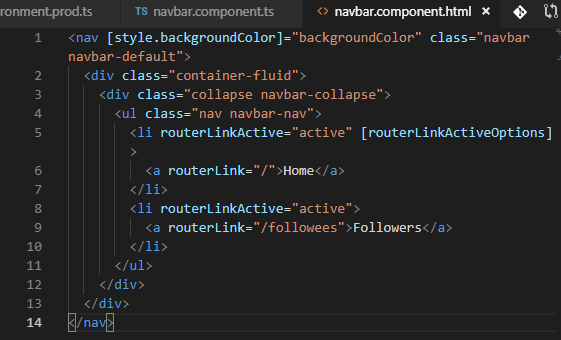 ronment.prod.ts TS navbar.component.ts <> navbar.component.html ×
1 <nav [style.backgroundColor]="backgroundColor" class="navbar
navbar-default">
2 <div class="container-fluid">
3 <div class="collapse navbar-collapse">
4 <ul class="nav navbar-nav">
5 <li routerLinkActive="active" [routerLinkActiveOptions]
>
6 <a routerLink="/">Home</a>
7 </li>
8 <li routerLinkActive="active">
9 <a routerLink="/followees">Followers</a>
10 </li>
11 </ul>
12 </div>
13 </div>
14 </nav>